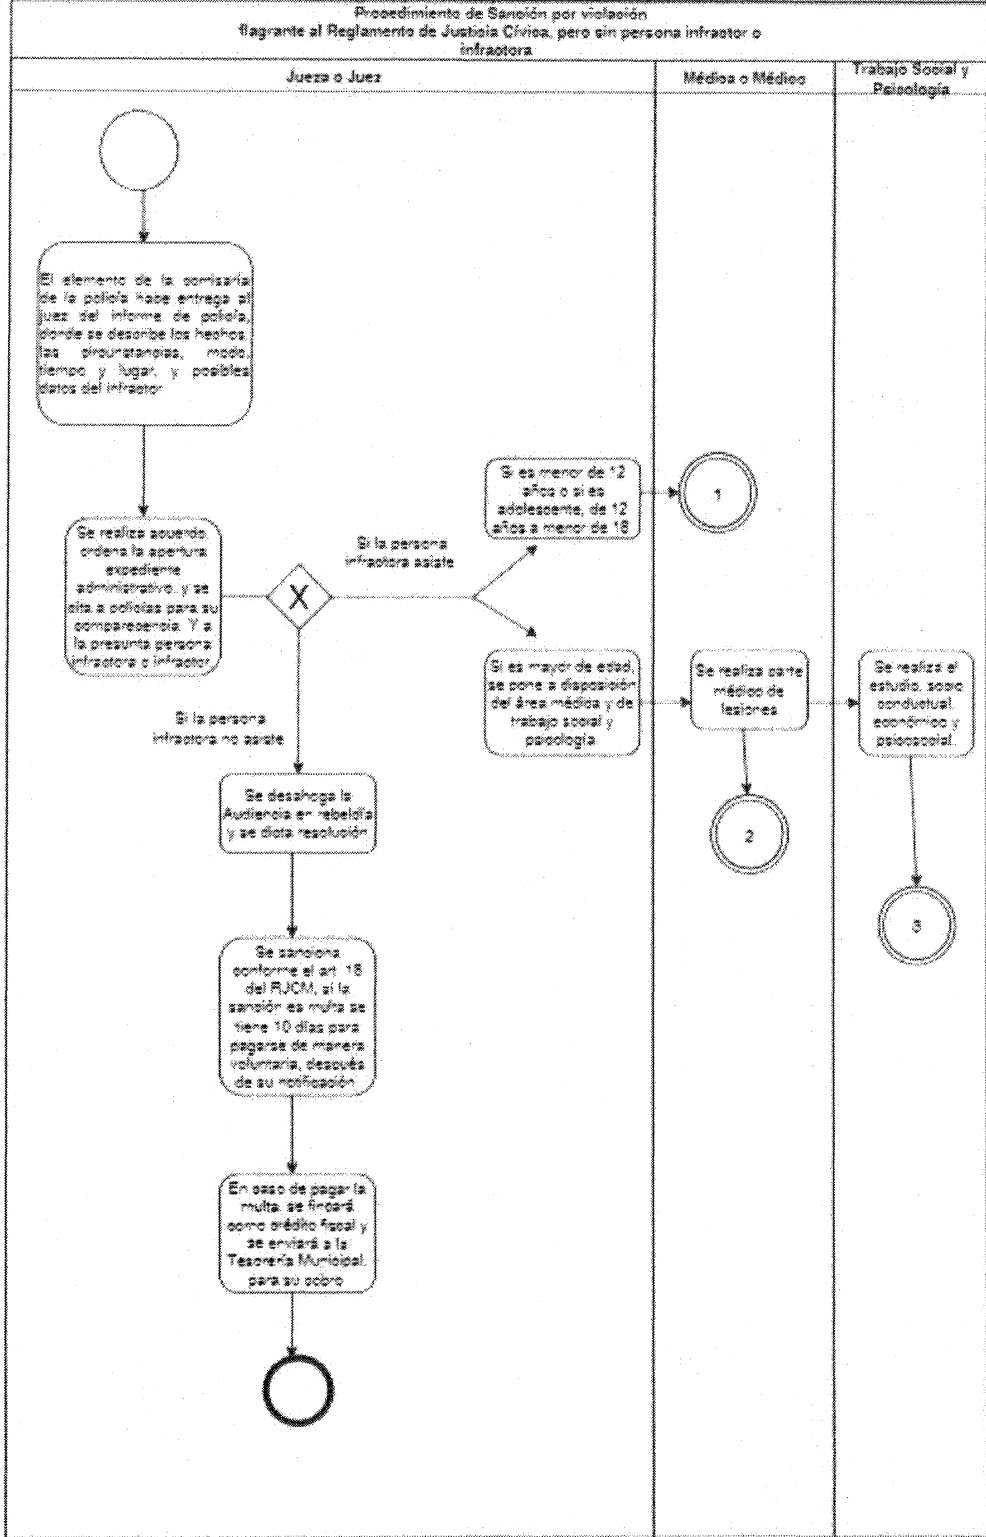 Procedimiento de Sanción por violación
flagrante al Reglamento de Justicia Cívica, pero sin persona infractor o
infractora
Jueza o Juez
Médica o Médico
Trabajo Social y
Psicología
El elemento de la comisaría
de la policía hace entrega al
juez del informe de policía,
donde se describe los hechos,
las circunstancias, modo,
tiempo y lugar, y posibles
datos del infractor
Se realiza acuerdo,
ordena la apertura
expediente
administrativo, y se
cita a policías para su
comparecencia. Y a
la presunta persona
infractora o infractor.
X
Si la persona
infractora asiste
Si es menor de 12
años o si es
adolescente, de 12
años a menor de 18
1
Si es mayor de edad,
se pone a disposición
del área médica y de
trabajo social y
psicología.
Se realiza parte
médico de
lesiones.
Se realiza el
estudio, socio
conductual,
económico y
psicosocial.
2
3
Si la persona
infractora no asiste
Se desahoga la
Audiencia en rebeldía
y se dicta resolución
Se sanciona
conforme el art. 18
del RJCM, si la
sanción es multa se
tiene 10 días para
pagarse de manera
voluntaria, después
de su notificación.
En caso de pagar la
multa, se fincará
como crédito fiscal y
se enviará a la
Tesorería Municipal,
para su cobro